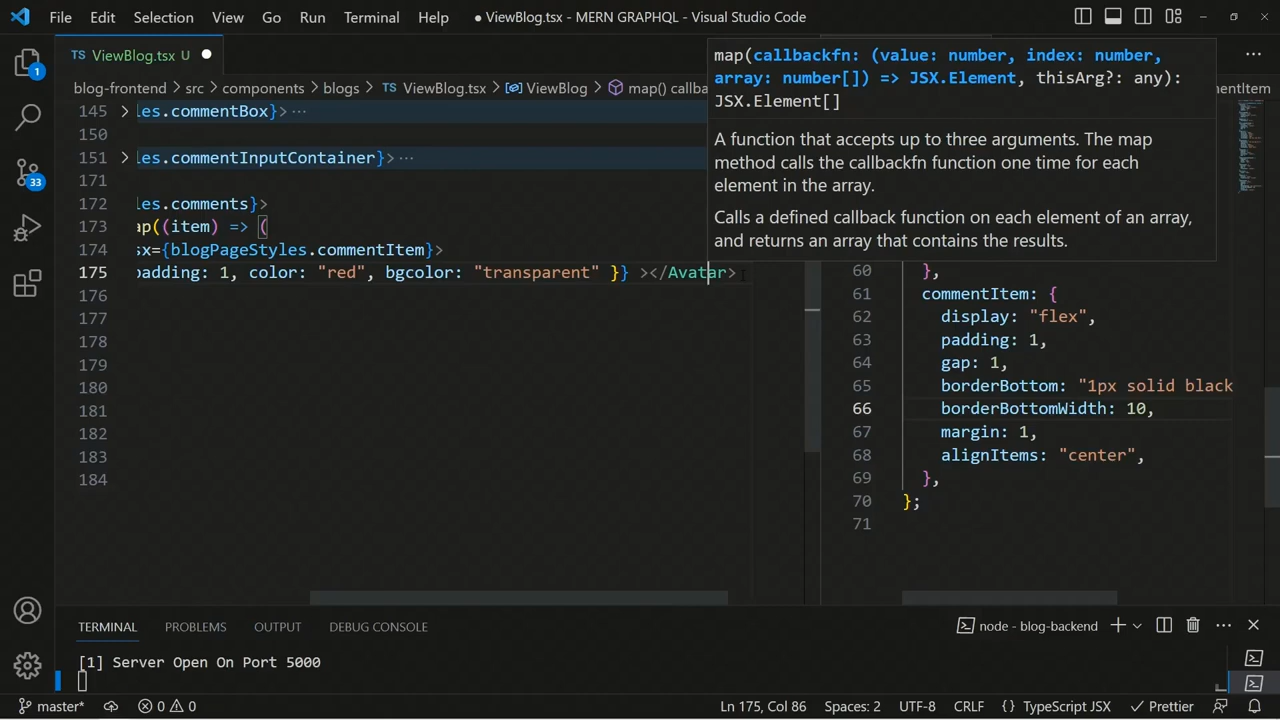 File Edit Selection View Go Run Terminal Help ● ViewBlog.tsx - MERN GRAPHQL - Visual Studio Code
TS ViewBlog.tsx U ●
blog-frontend > src > components > blogs > TS ViewBlog.tsx > ViewBlog > map() callba
mentItem
145 > les.commentBox}> ···
150
151 > les.commentInputContainer}> ···
171
172 les.comments}>
173 ap((item) => (
174 sx={blogPageStyles.commentItem}>
175 padding: 1, color: "red", bgcolor: "transparent" }} ></Avatar>
176
177
178
179
180
181
182
183
184
map(callbackfn: (value: number, index: number,
array: number[]) => JSX.Element, thisArg?: any):
JSX.Element[]
A function that accepts up to three arguments. The map
method calls the callbackfn function one time for each
element in the array.
Calls a defined callback function on each element of an array,
and returns an array that contains the results.
60 },
61 commentItem: {
62 display: "flex",
63 padding: 1,
64 gap: 1,
65 borderBottom: "1px solid black
66 borderBottomWidth: 10,
67 margin: 1,
68 alignItems: "center",
69 },
70 };
71
1
33
TERMINAL PROBLEMS OUTPUT DEBUG CONSOLE
node - blog-backend
[1] Server Open On Port 5000
master* 0 0 Ln 175, Col 86 Spaces: 2 UTF-8 CRLF { } TypeScript JSX Prettier